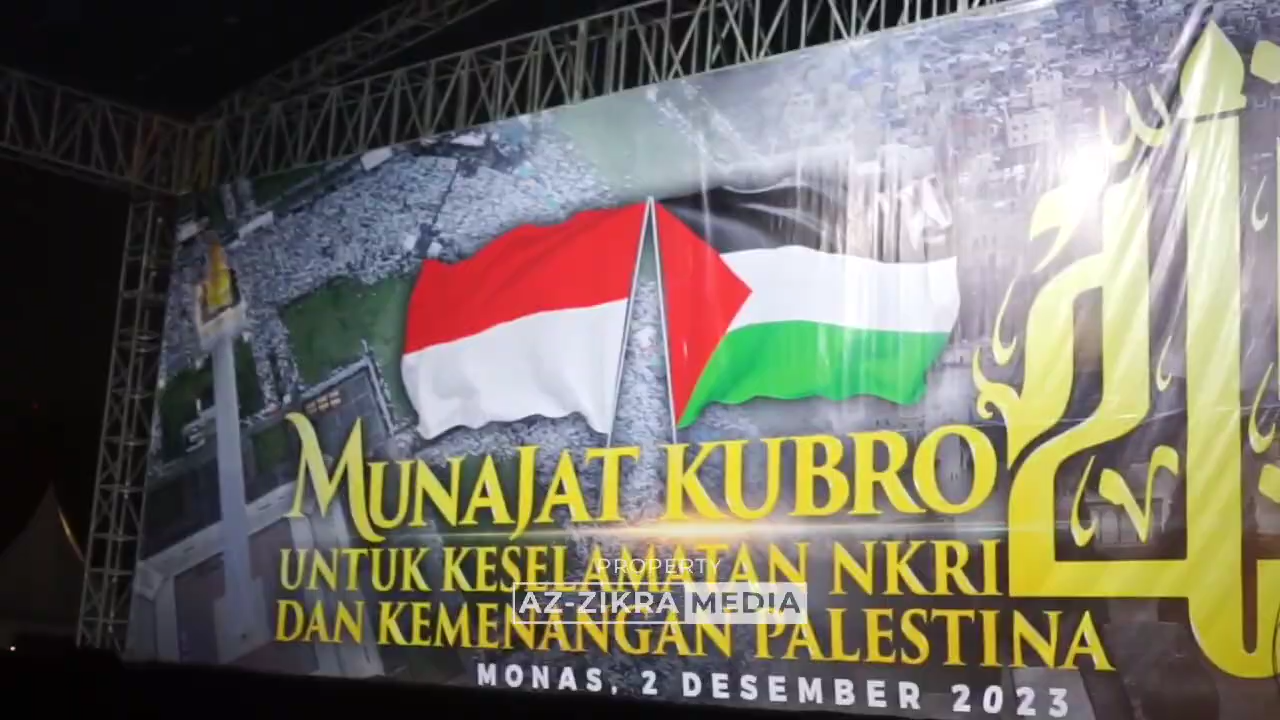 MUNAJAT KUBRO
UNTUK KESELAMATAN NKRI
DAN KEMENANGAN PALESTINA
MONAS, 2 DESEMBER 2023
PROPERTY
AZ-ZIKRA MEDIA